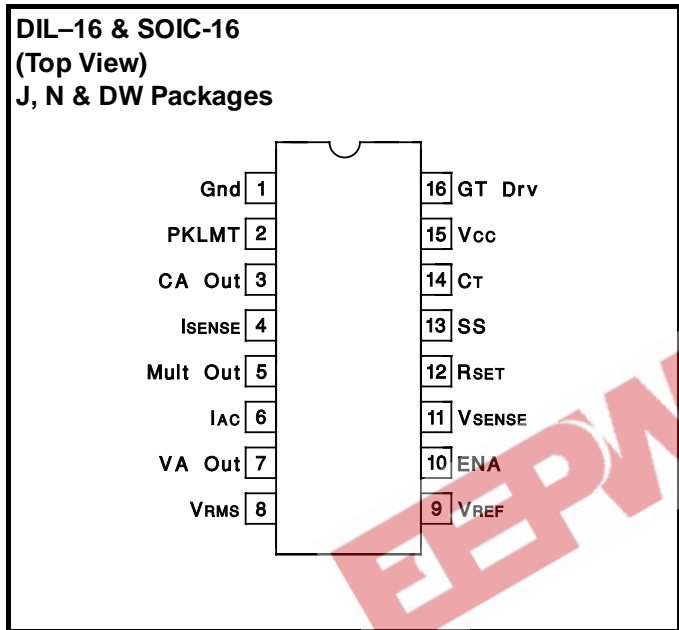 DIL–16 & SOIC-16
(Top View)
J, N & DW Packages
Gnd 1
16 GT Drv
PKLMT 2
15 VCC
CA Out 3
14 CT
ISENSE 4
13 SS
Mult Out 5
12 RSET
IAC 6
11 VSENSE
VA Out 7
10 ENA
VRMS 8
9 VREF
EEPW